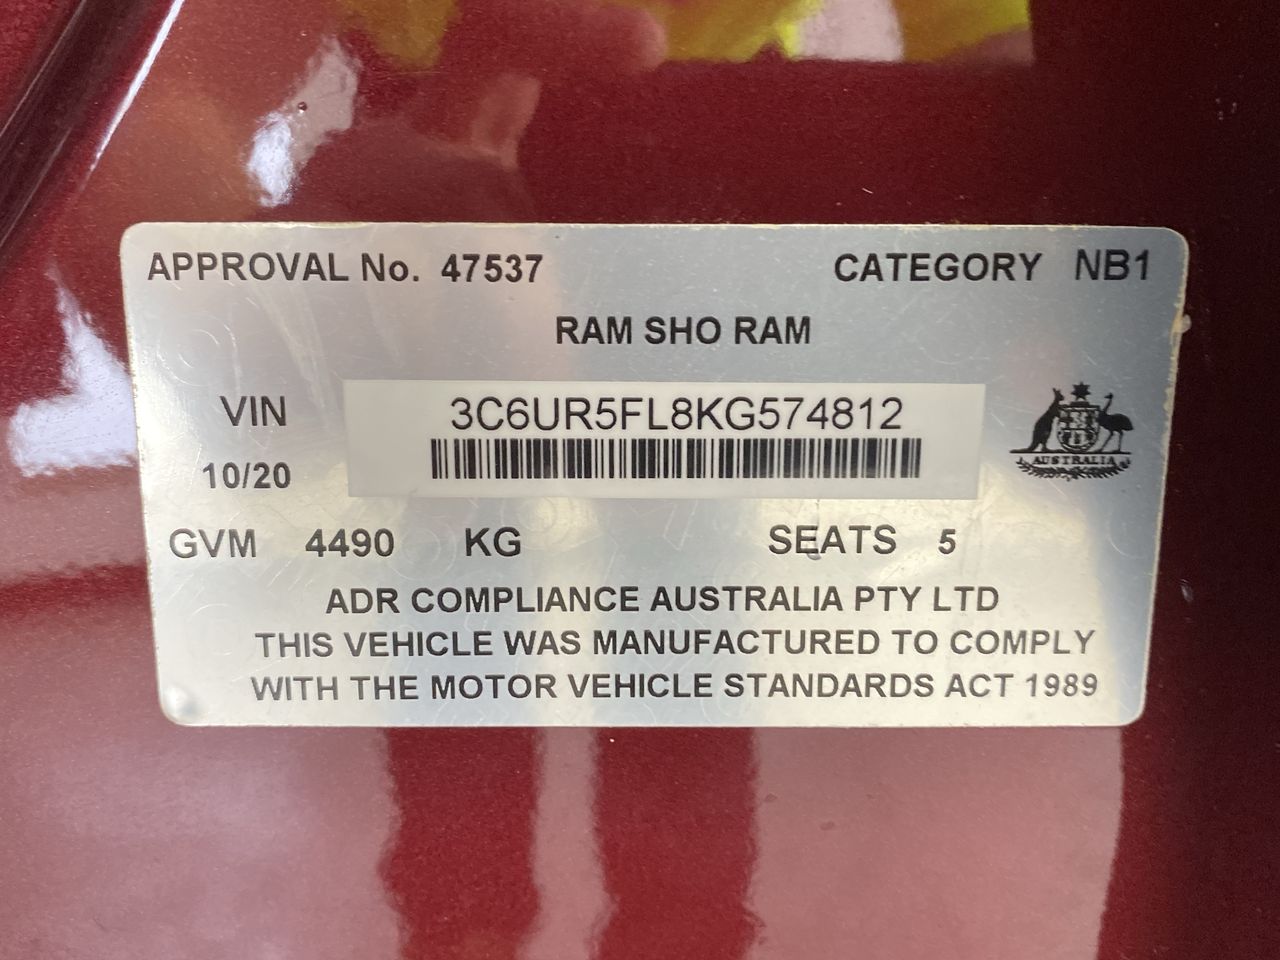 APPROVAL No. 47537 CATEGORY NB1
RAM SHO RAM
VIN 3C6UR5FL8KG574812
10/20
AUSTRALIA
GVM 4490 KG SEATS 5
ADR COMPLIANCE AUSTRALIA PTY LTD
THIS VEHICLE WAS MANUFACTURED TO COMPLY
WITH THE MOTOR VEHICLE STANDARDS ACT 1989